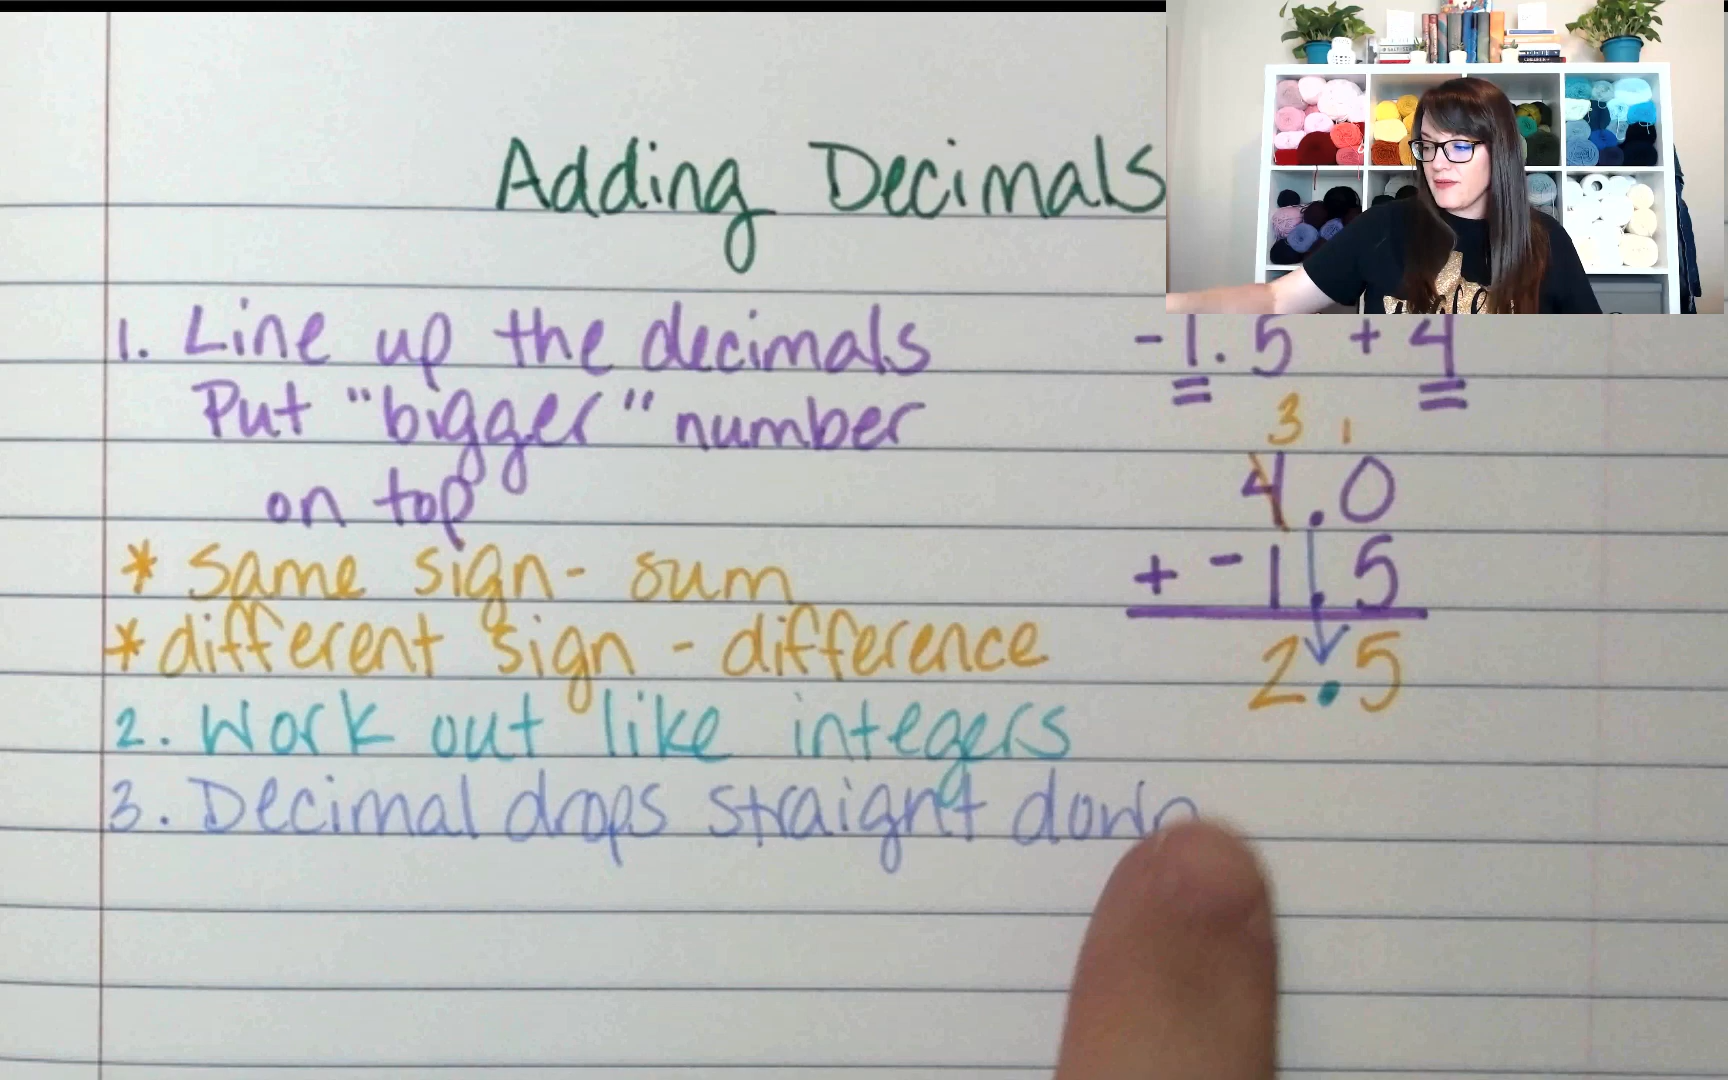 Adding Decimals
1. Line up the decimals
Put "bigger" number
on top
* same sign - sum
* different sign - difference
2. Work out like integers
3. Decimal drops straight down
-1.5 + 4
3 1
4.0
+ -1.5
2.5